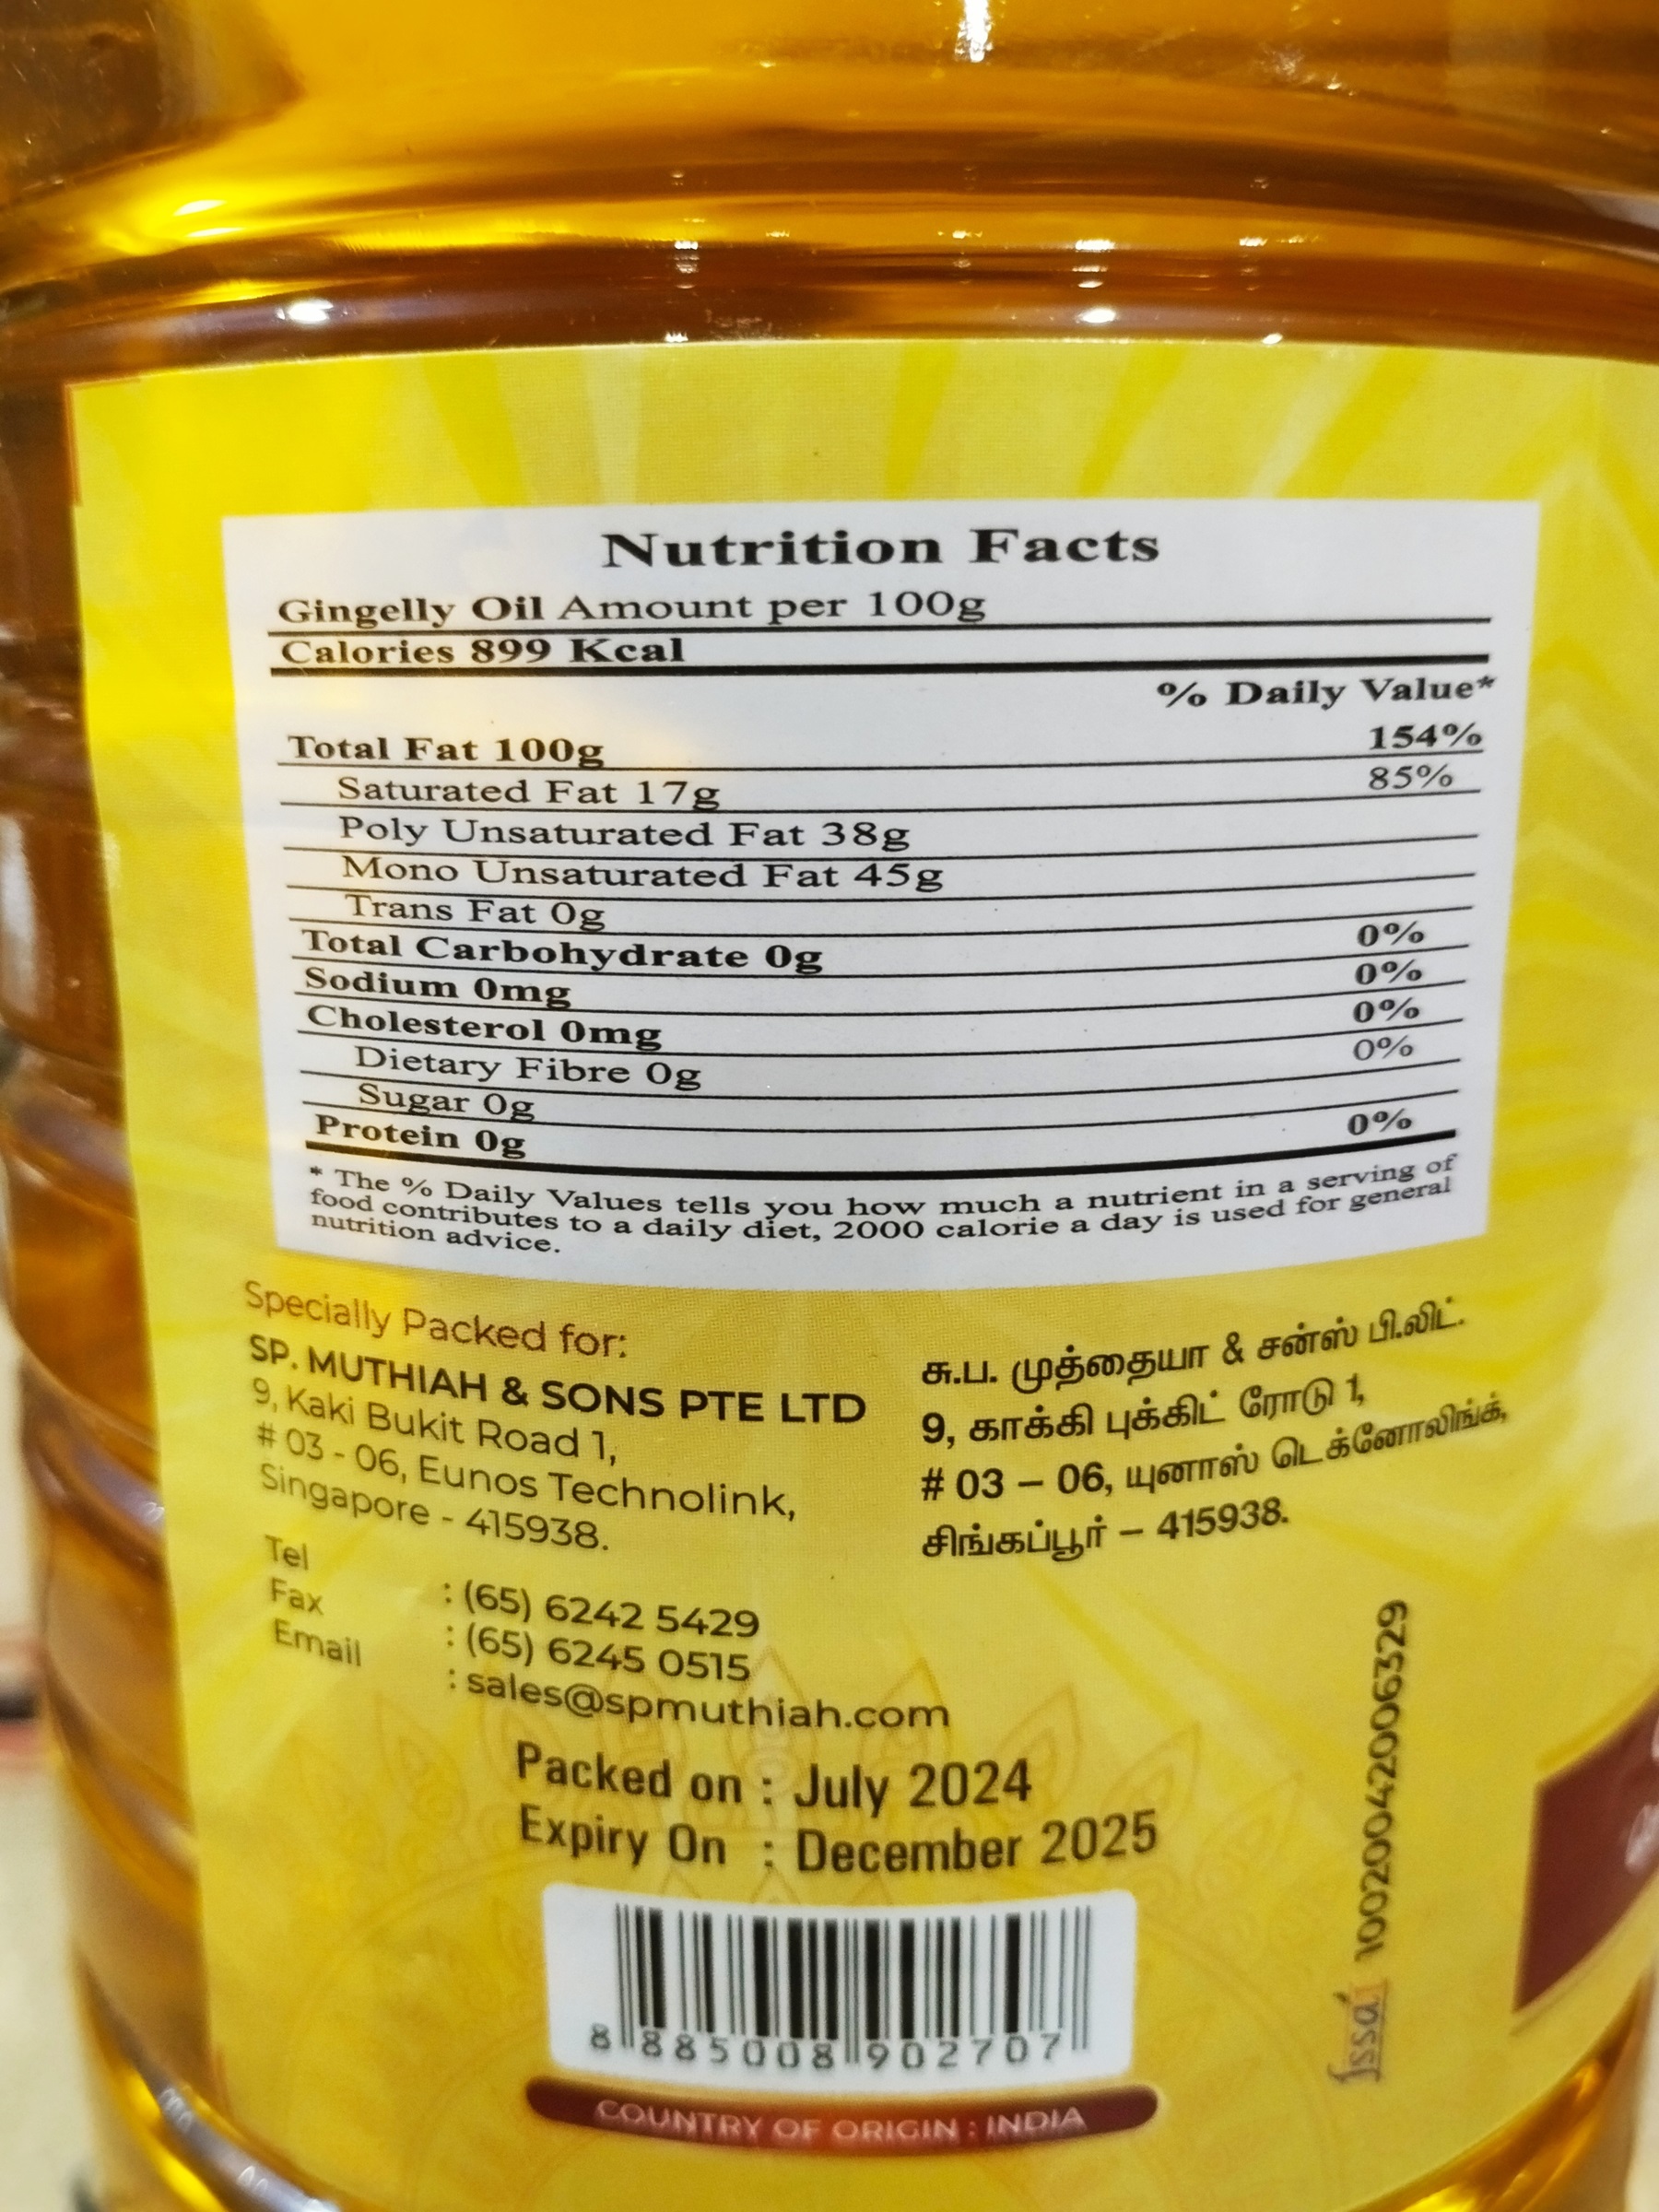 Nutrition Facts
Gingelly Oil Amount per 100g
Calories 899 Kcal
% Daily Value*
Total Fat 100g 154%
Saturated Fat 17g 85%
Poly Unsaturated Fat 38g
Mono Unsaturated Fat 45g
Trans Fat 0g
Total Carbohydrate 0g 0%
Sodium 0mg 0%
Cholesterol 0mg 0%
Dietary Fibre 0g 0%
Sugar 0g
Protein 0g 0%
* The % Daily Values tells you how much a nutrient in a serving of
food contributes to a daily diet, 2000 calorie a day is used for general
nutrition advice.
Specially Packed for:
SP. MUTHIAH & SONS PTE LTD
9, Kaki Bukit Road 1,
# 03 - 06, Eunos Technolink,
Singapore - 415938.
Tel : (65) 6242 5429
Fax : (65) 6245 0515
Email : sales@spmuthiah.com
சு.ப. முத்தையா & சன்ஸ் பி.லிட்.
9, காக்கி புக்கிட் ரோடு 1,
# 03 – 06, யுனாஸ் டெக்னோலிங்க்,
சிங்கப்பூர் – 415938.
Packed on : July 2024
Expiry On : December 2025
8 885008 902707
COUNTRY OF ORIGIN : INDIA
Issá 10020042006329